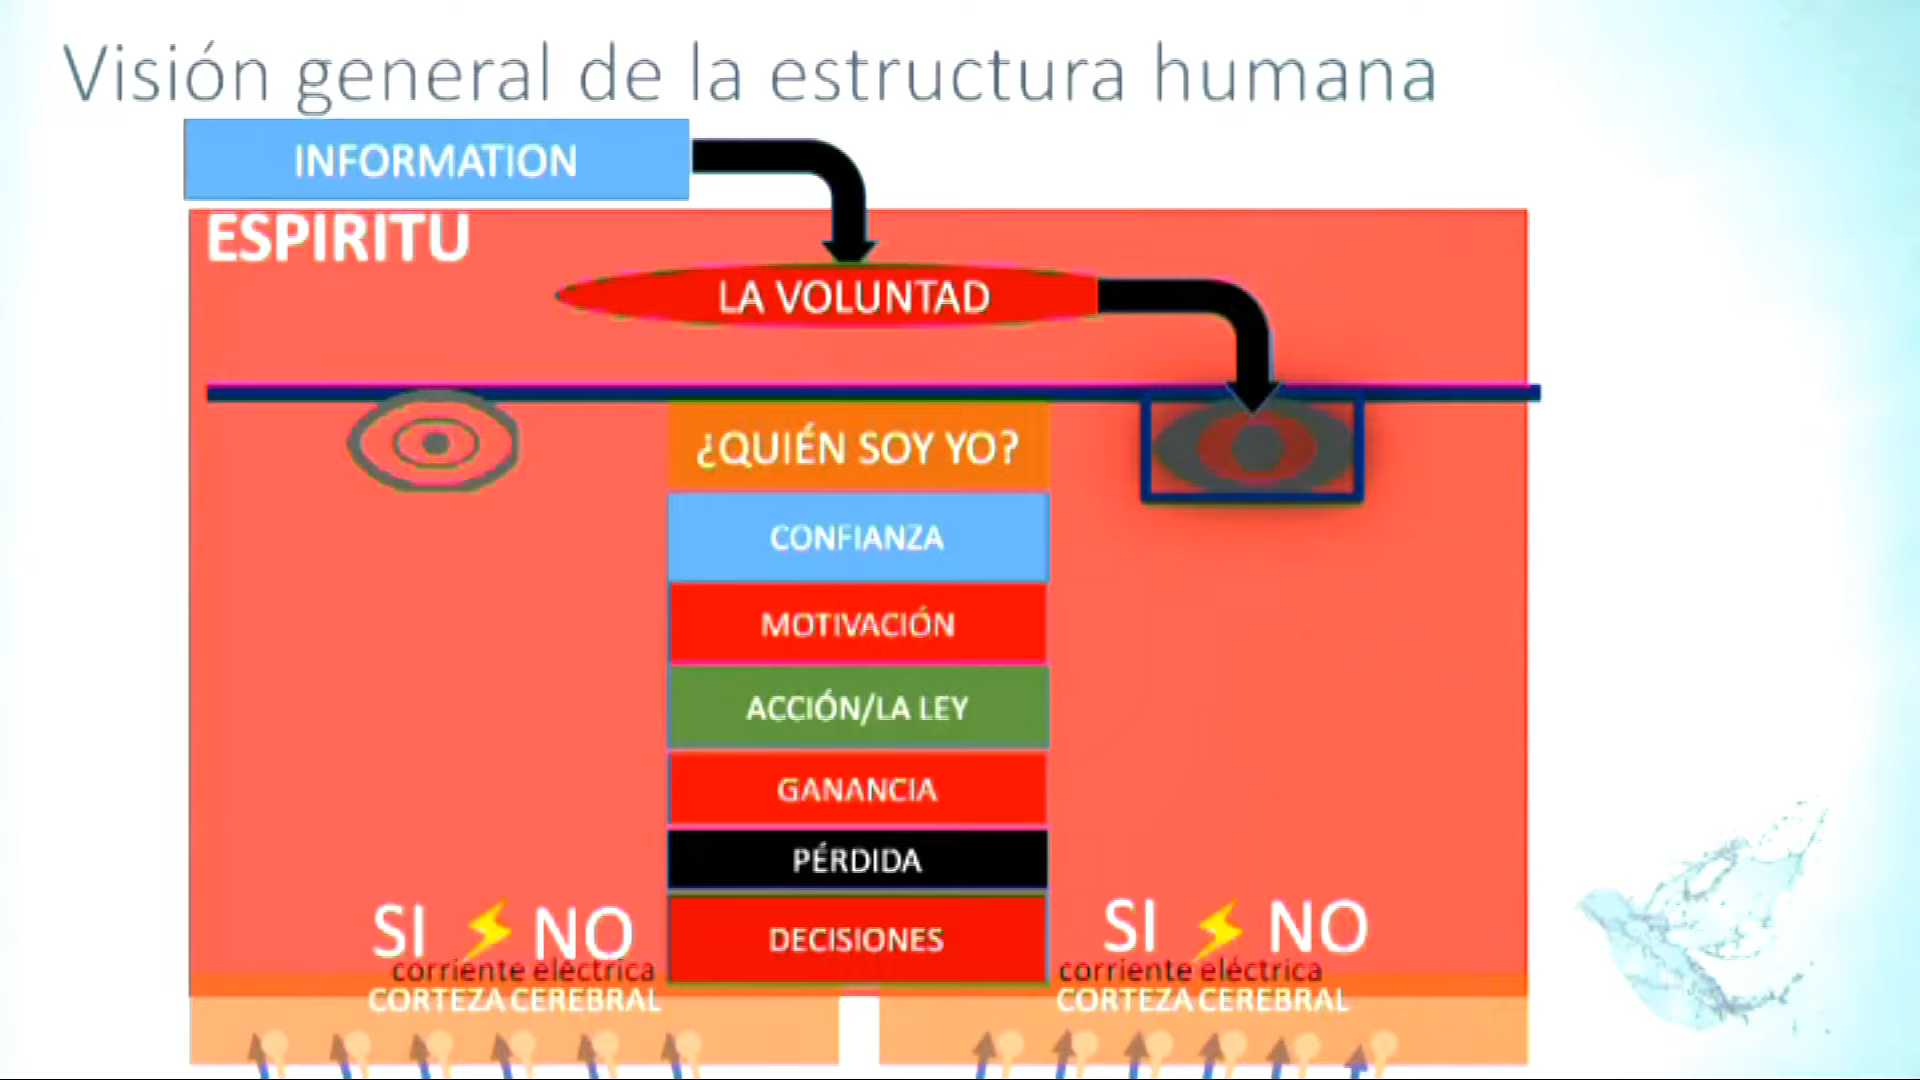 Visión general de la estructura humana
INFORMATION
ESPIRITU
LA VOLUNTAD
¿QUIÉN SOY YO?
CONFIANZA
MOTIVACIÓN
ACCIÓN/LA LEY
GANANCIA
PÉRDIDA
DECISIONES
SI NO
corriente eléctrica
CORTEZA CEREBRAL
SI NO
corriente eléctrica
CORTEZA CEREBRAL